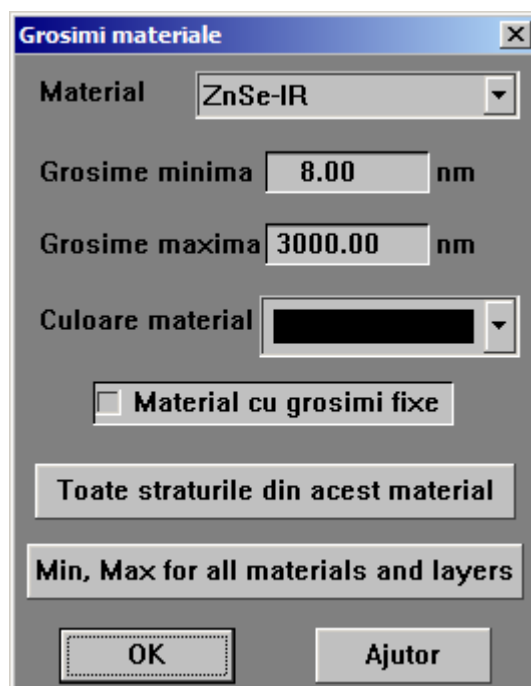 Grosimi materiale
Material ZnSe-IR
Grosime minima 8.00 nm
Grosime maxima 3000.00 nm
Culoare material
Material cu grosimi fixe
Toate straturile din acest material
Min, Max for all materials and layers
OK Ajutor